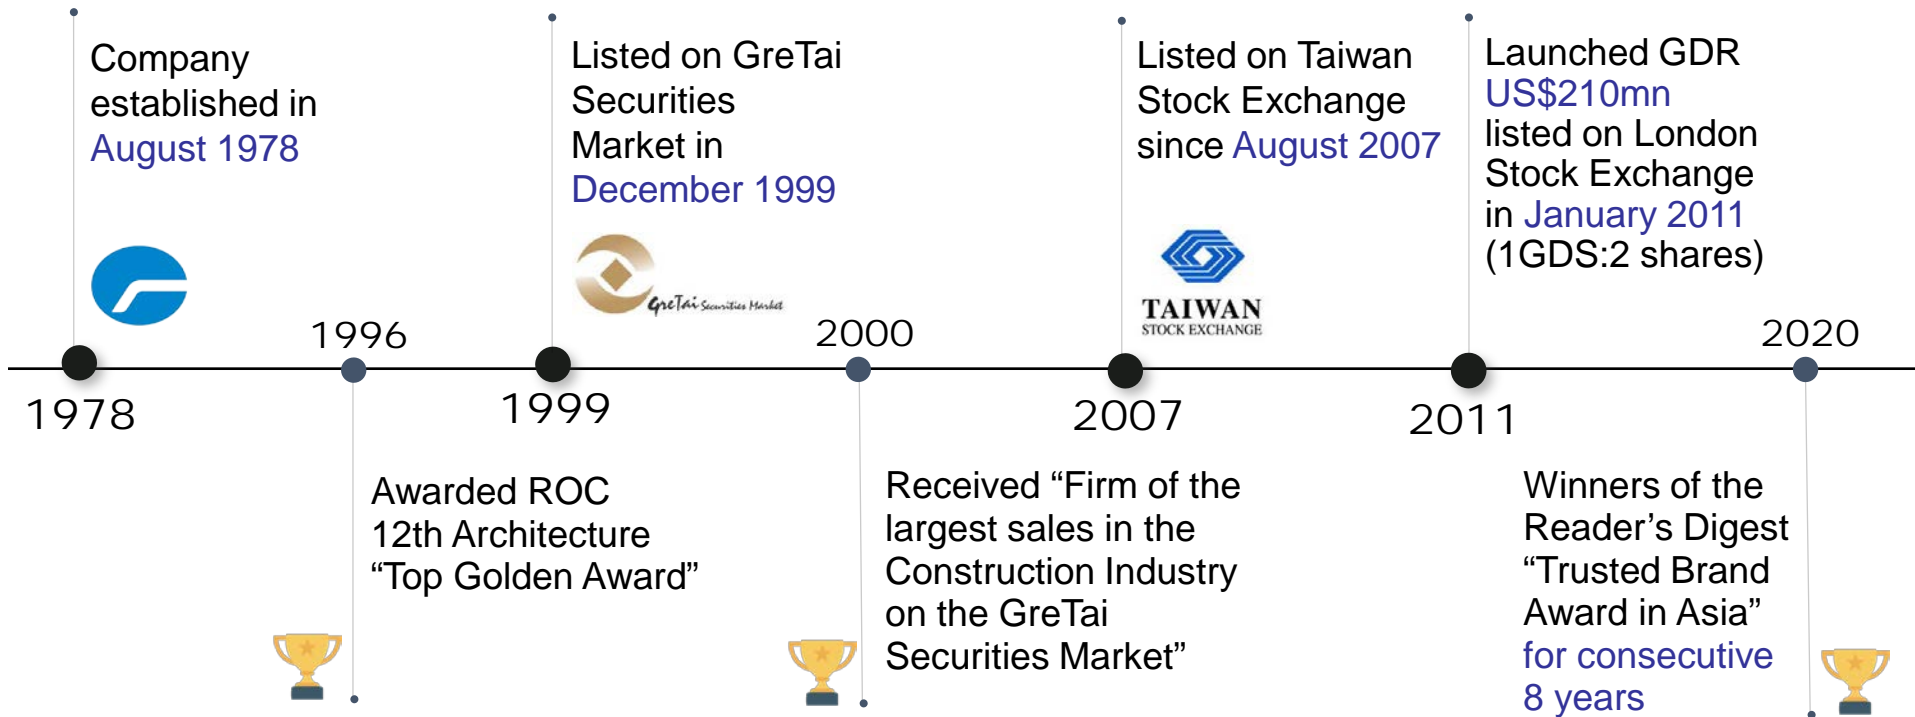 Company
established in
August 1978
Listed on GreTai
Securities
Market in
December 1999
GreTai Securities Market
Listed on Taiwan
Stock Exchange
since August 2007
TAIWAN
STOCK EXCHANGE
Launched GDR
US$210mn
listed on London
Stock Exchange
in January 2011
(1GDS:2 shares)
1996
2000
2020
1978
1999
2007
2011
Awarded ROC
12th Architecture
“Top Golden Award”
Received “Firm of the
largest sales in the
Construction Industry
on the GreTai
Securities Market”
Winners of the
Reader’s Digest
“Trusted Brand
Award in Asia”
for consecutive
8 years